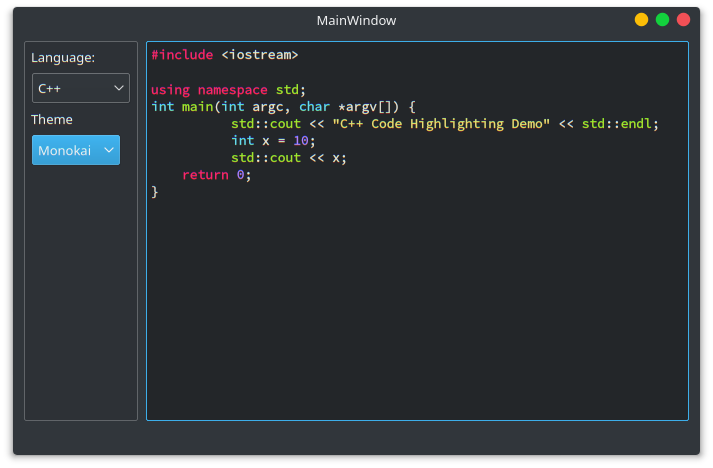 MainWindow
Language:
C++
Theme
Monokai
#include <iostream>

using namespace std;
int main(int argc, char *argv[]) {
          std::cout << "C++ Code Highlighting Demo" << std::endl;
          int x = 10;
          std::cout << x;
    return 0;
}